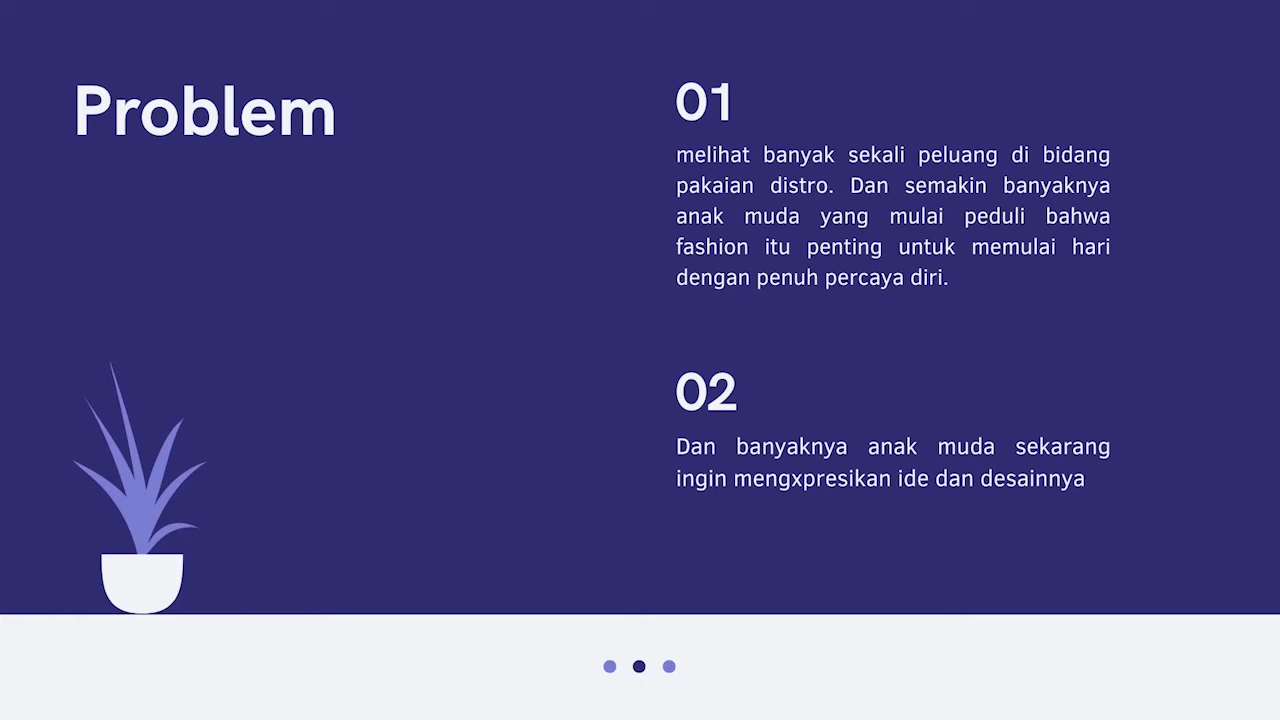 Problem
01
melihat banyak sekali peluang di bidang
pakaian distro. Dan semakin banyaknya
anak muda yang mulai peduli bahwa
fashion itu penting untuk memulai hari
dengan penuh percaya diri.
02
Dan banyaknya anak muda sekarang
ingin mengxpresikan ide dan desainnya